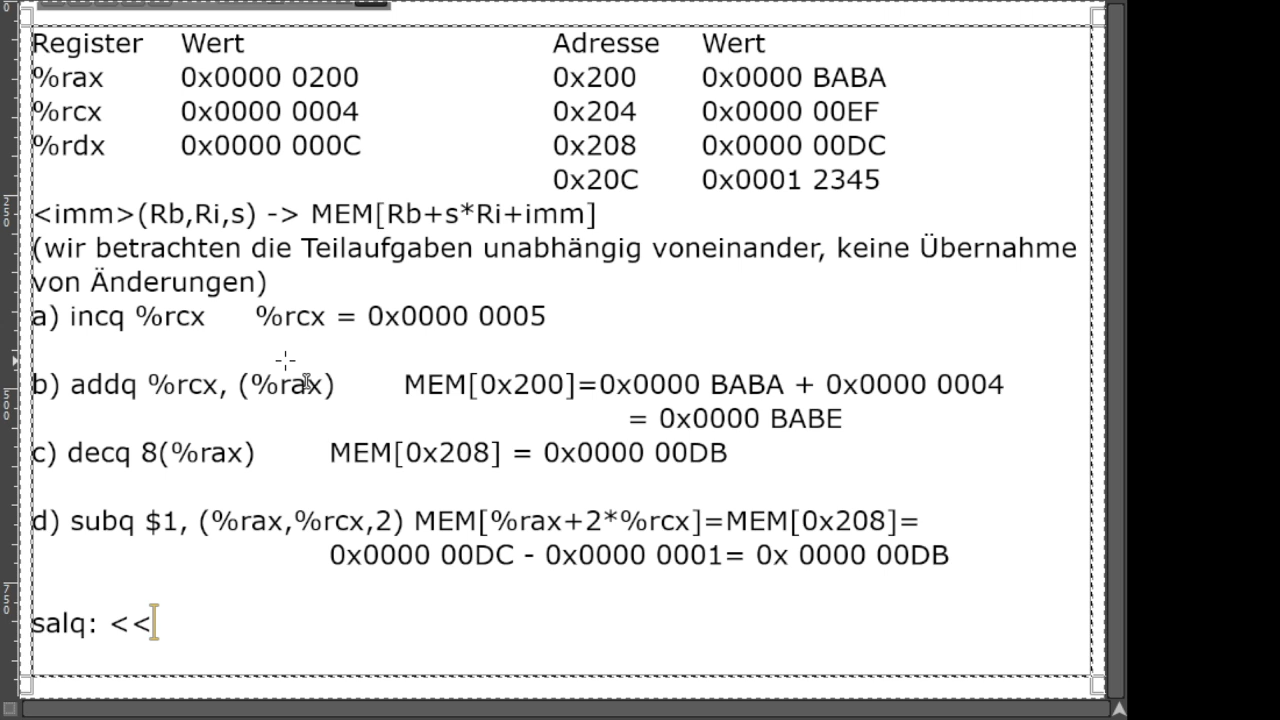 Register Wert Adresse Wert
%rax 0x0000 0200 0x200 0x0000 BABA
%rcx 0x0000 0004 0x204 0x0000 00EF
%rdx 0x0000 000C 0x208 0x0000 00DC
0x20C 0x0001 2345
<imm>(Rb,Ri,s) -> MEM[Rb+s*Ri+imm]
(wir betrachten die Teilaufgaben unabhängig voneinander, keine Übernahme
von Änderungen)
a) incq %rcx %rcx = 0x0000 0005
b) addq %rcx, (%rax) MEM[0x200]=0x0000 BABA + 0x0000 0004
= 0x0000 BABE
c) decq 8(%rax) MEM[0x208] = 0x0000 00DB
d) subq $1, (%rax,%rcx,2) MEM[%rax+2*%rcx]=MEM[0x208]=
0x0000 00DC - 0x0000 0001= 0x 0000 00DB
salq: <<
0
250
500
750